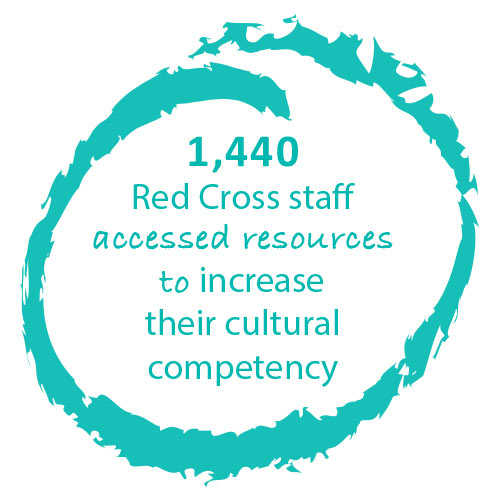 1,440
Red Cross staff
accessed resources
to increase
their cultural
competency